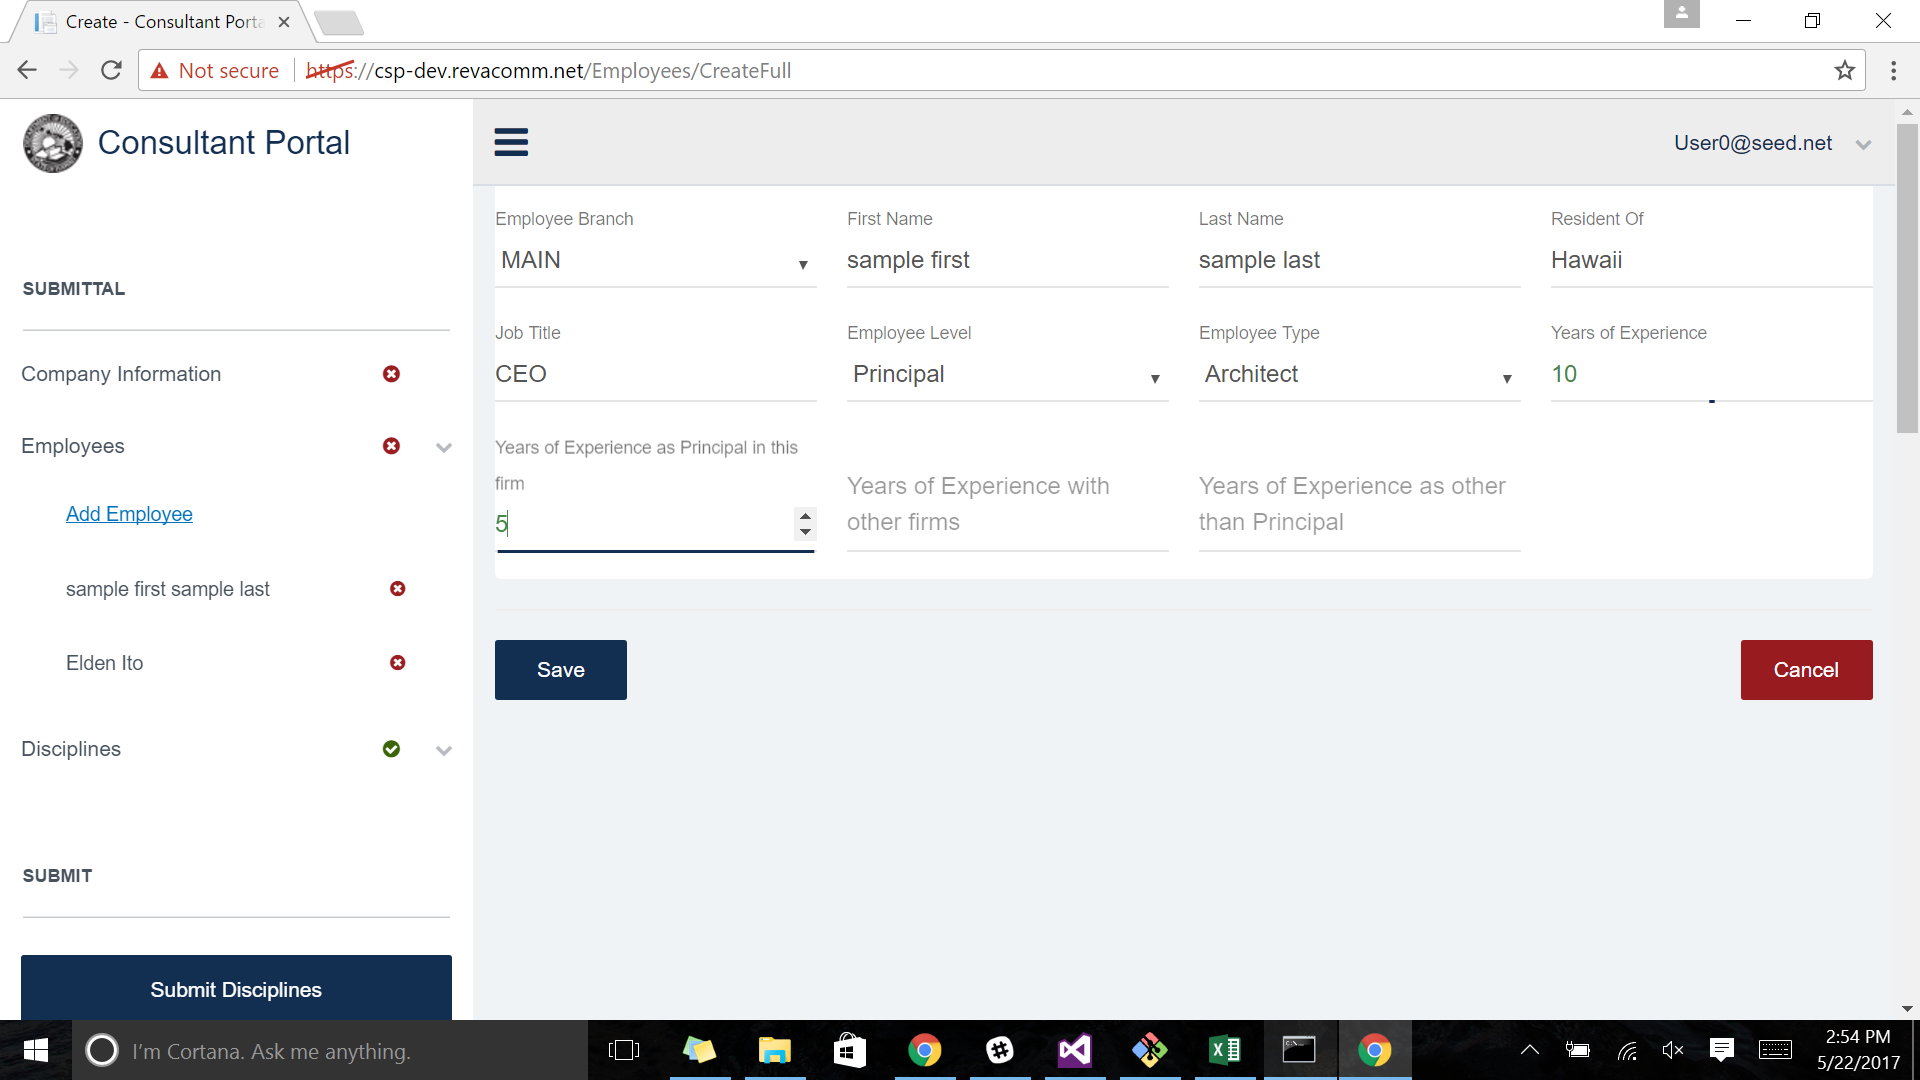 Create - Consultant Porta
Not secure
https://csp-dev.revacomm.net/Employees/CreateFull
Consultant Portal
User0@seed.net
SUBMITTAL
Company Information
Employees
Add Employee
sample first sample last
Elden Ito
Disciplines
SUBMIT
Submit Disciplines
Employee Branch
MAIN
First Name
sample first
Last Name
sample last
Resident Of
Hawaii
Job Title
CEO
Employee Level
Principal
Employee Type
Architect
Years of Experience
10
Years of Experience as Principal in this
firm
5
Years of Experience with
other firms
Years of Experience as other
than Principal
Save
Cancel
I'm Cortana. Ask me anything.
2:54 PM
5/22/2017